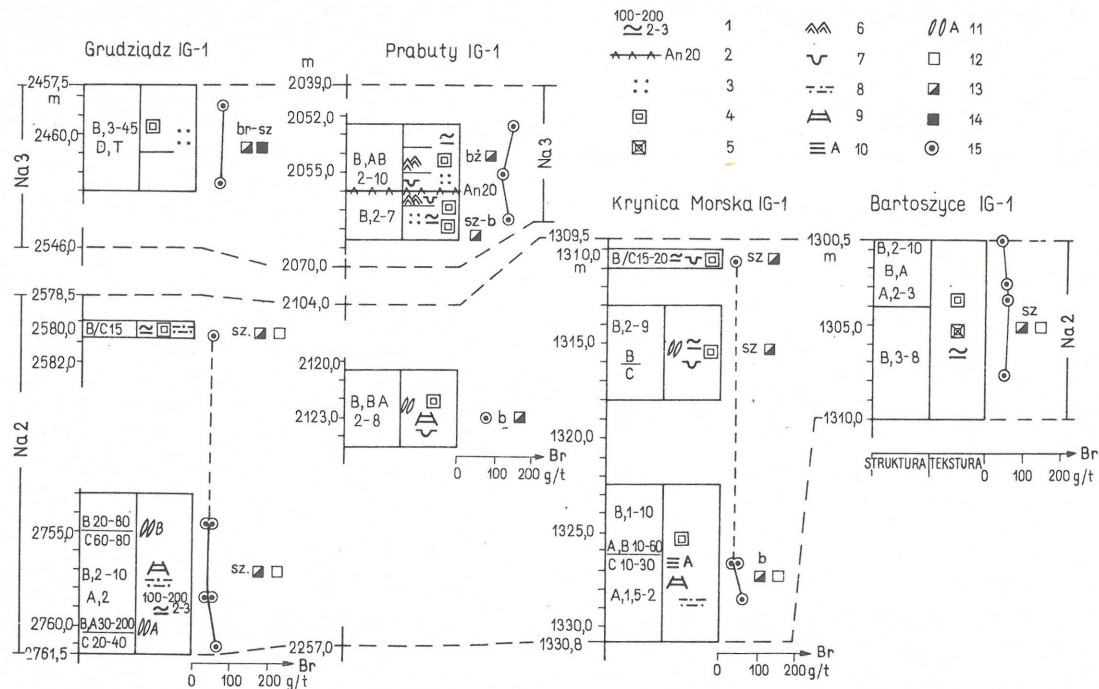 Grudziądz IG-1
2457,5
m
2460,0
2546,0
2578,5
2580,0
2582,0
2755,0
2760,0
2761,5
Na3
Na2
B,3-45
D,T
br-sz
B/C15
sz.
B 20-80
C60-80
B,2-10
A,2
B,A30-200
C 20-40
B
100-200
2-3
A
sz.
0 100 200 g/t
Br
Prabuty IG-1
m
2039,0
2052,0
2055,0
2070,0
2104,0
2120,0
2123,0
2257,0
B,AB
2-10
B,2-7
bż
An20
sz-b
Na3
B,BA
2-8
b
0 100 200 g/t
Br
100-200
2-3 1
An 20 2
3
4
5
6
7
8
9
A 10
A 11
12
13
14
15
Krynica Morska IG-1
1309,5
1310,0
m
1315,0
1320,0
1325,0
1330,0
1330,8
B/C15-20
sz
B,2-9
B
C
sz
B,1-10
A,B 10-60
C 10-30
A,1,5-2
A
b
0 100 200 g/t
Br
Bartoszyce IG-1
1300,5
m
1305,0
1310,0
B,2-10
B,A
A,2-3
B,3-8
sz
Na2
STRUKTURA TEKSTURA
0 100 200 g/t
Br